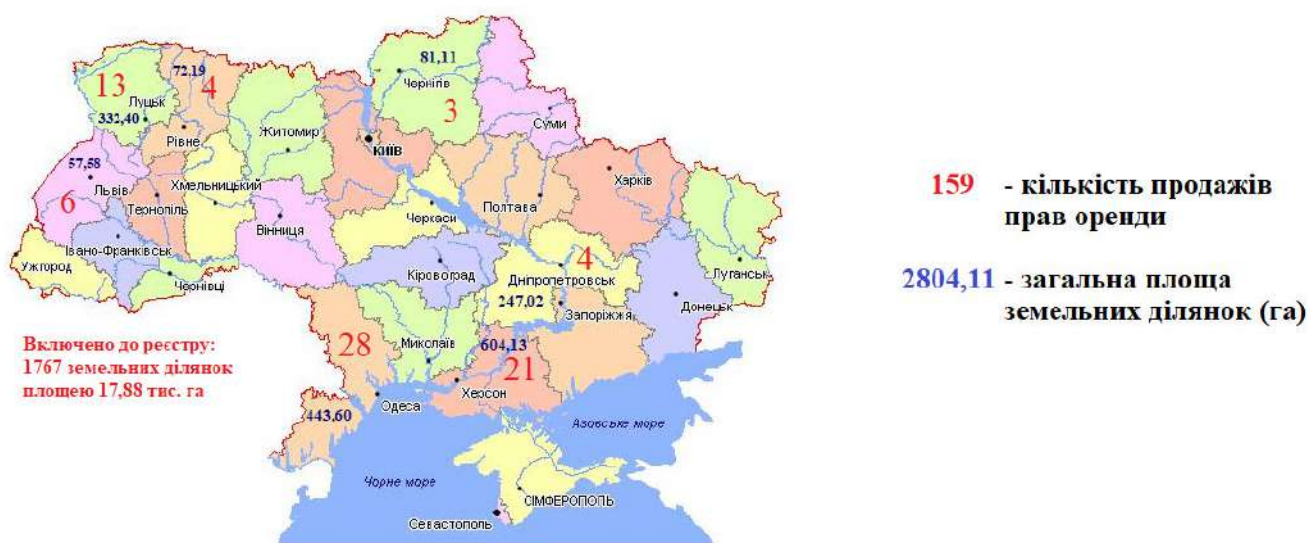 81,11
Чернігів
3
72,19
4
13
Луцьк
332,40
Рівне
Житомир
КИЇВ
Суми
57,58
Львів
6
Тернопіль
Хмельницький
Вінниця
Черкаси
Полтава
Харків
Івано-Франківськ
Ужгород
Чернівці
Кіровоград
4
Дніпропетровськ
247,02
Луганськ
Донецьк
Запоріжжя
28
Миколаїв
604,13
21
Херсон
Одеса
443,60
Азовське море
Чорне море
СІМФЕРОПОЛЬ
Севастополь
Включено до реєстру:
1767 земельних ділянок
площею 17,88 тис. га
159 - кількість продажів
прав оренди
2804,11 - загальна площа
земельних ділянок (га)